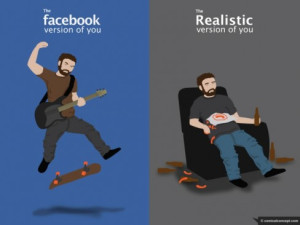 The
facebook
version of you
The
Realistic
version of you